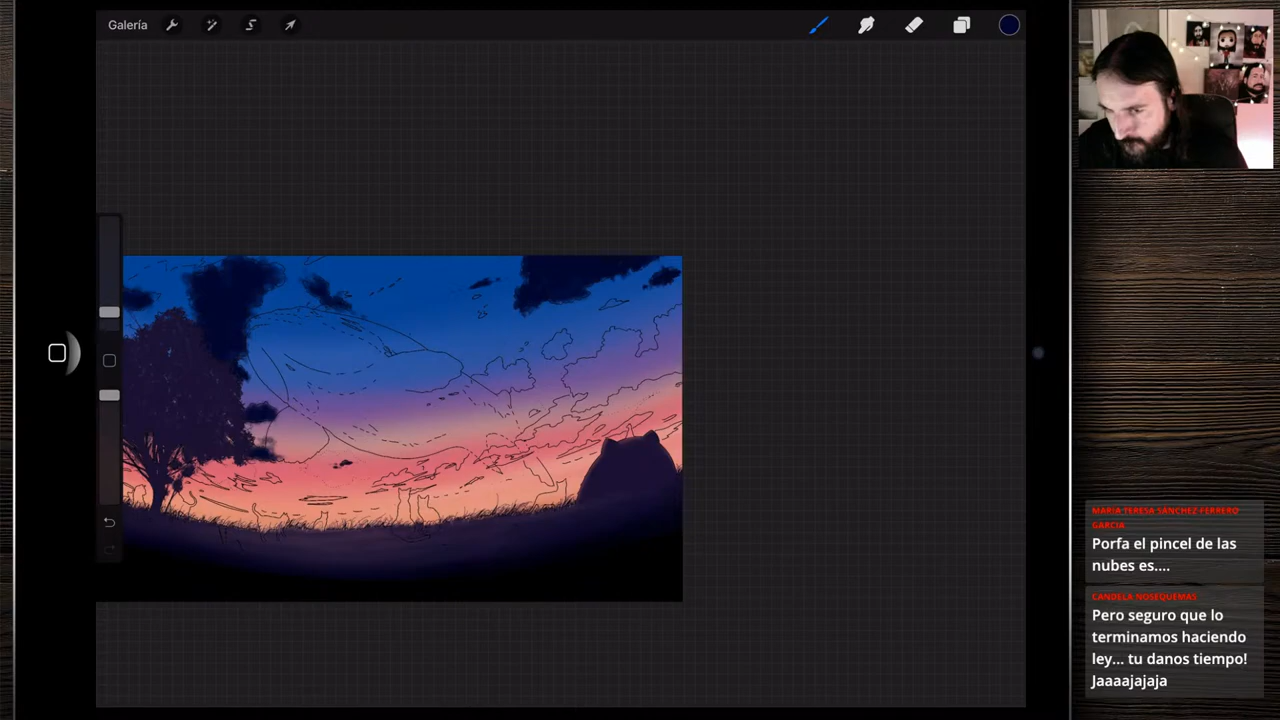 Galería
MARIA TERESA SÁNCHEZ-FERRERO
GARCIA
Porfa el pincel de las
nubes es....
CANDELA NOSEQUEMAS
Pero seguro que lo
terminamos haciendo
ley... tu danos tiempo!
Jaaaajajaja